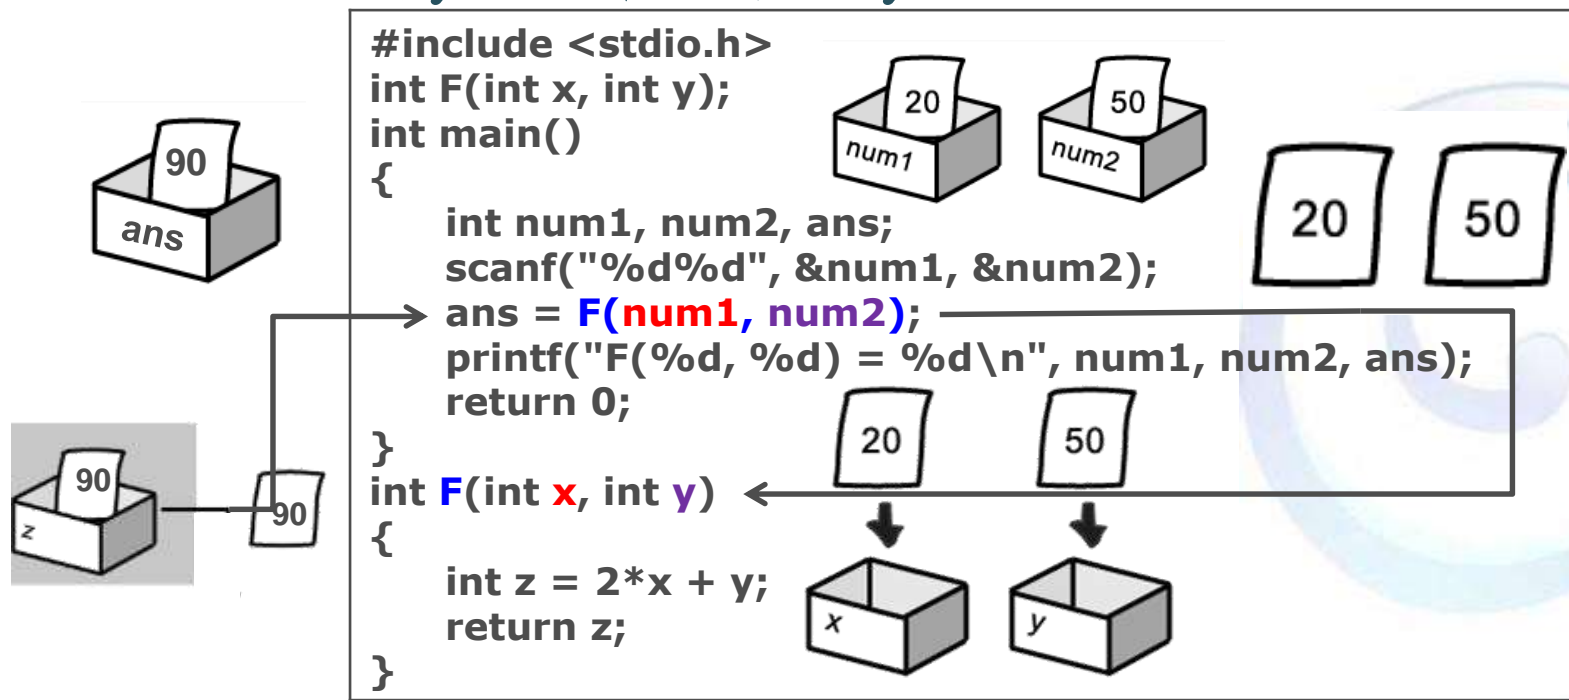 #include <stdio.h>
int F(int x, int y);
int main()
{
int num1, num2, ans;
scanf("%d%d", &num1, &num2);
ans = F(num1, num2);
printf("F(%d, %d) = %d\n", num1, num2, ans);
return 0;
}
int F(int x, int y)
{
int z = 2*x + y;
return z;
}
90
ans
20
num1
50
num2
20
50
20
50
x
y
90
z
90